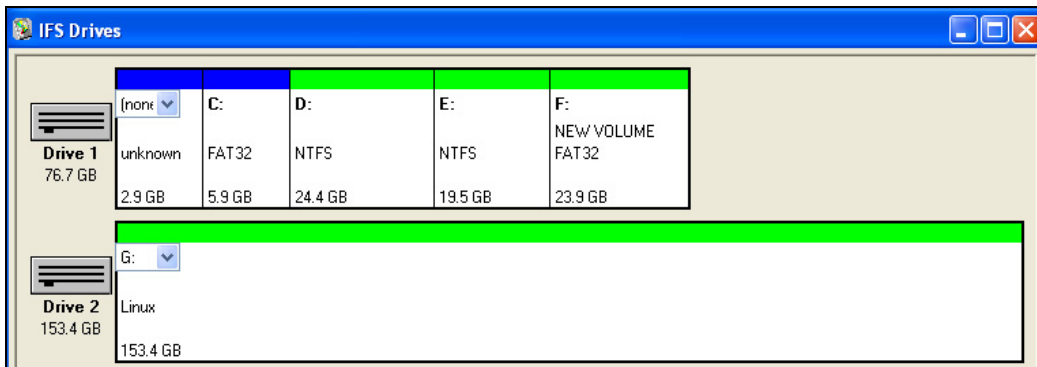 IFS Drives
(none
C:
D:
E:
F:
NEW VOLUME
Drive 1
unknown
FAT32
NTFS
NTFS
FAT32
76.7 GB
2.9 GB
5.9 GB
24.4 GB
19.5 GB
23.9 GB
G:
Drive 2
Linux
153.4 GB
153.4 GB